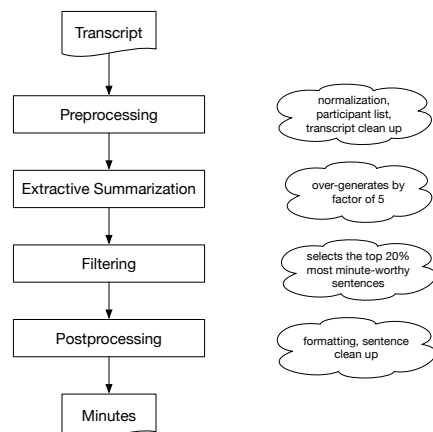 Transcript
Preprocessing
normalization,
participant list,
transcript clean up
Extractive Summarization
over-generates by
factor of 5
Filtering
selects the top 20%
most minute-worthy
sentences
Postprocessing
formatting, sentence
clean up
Minutes